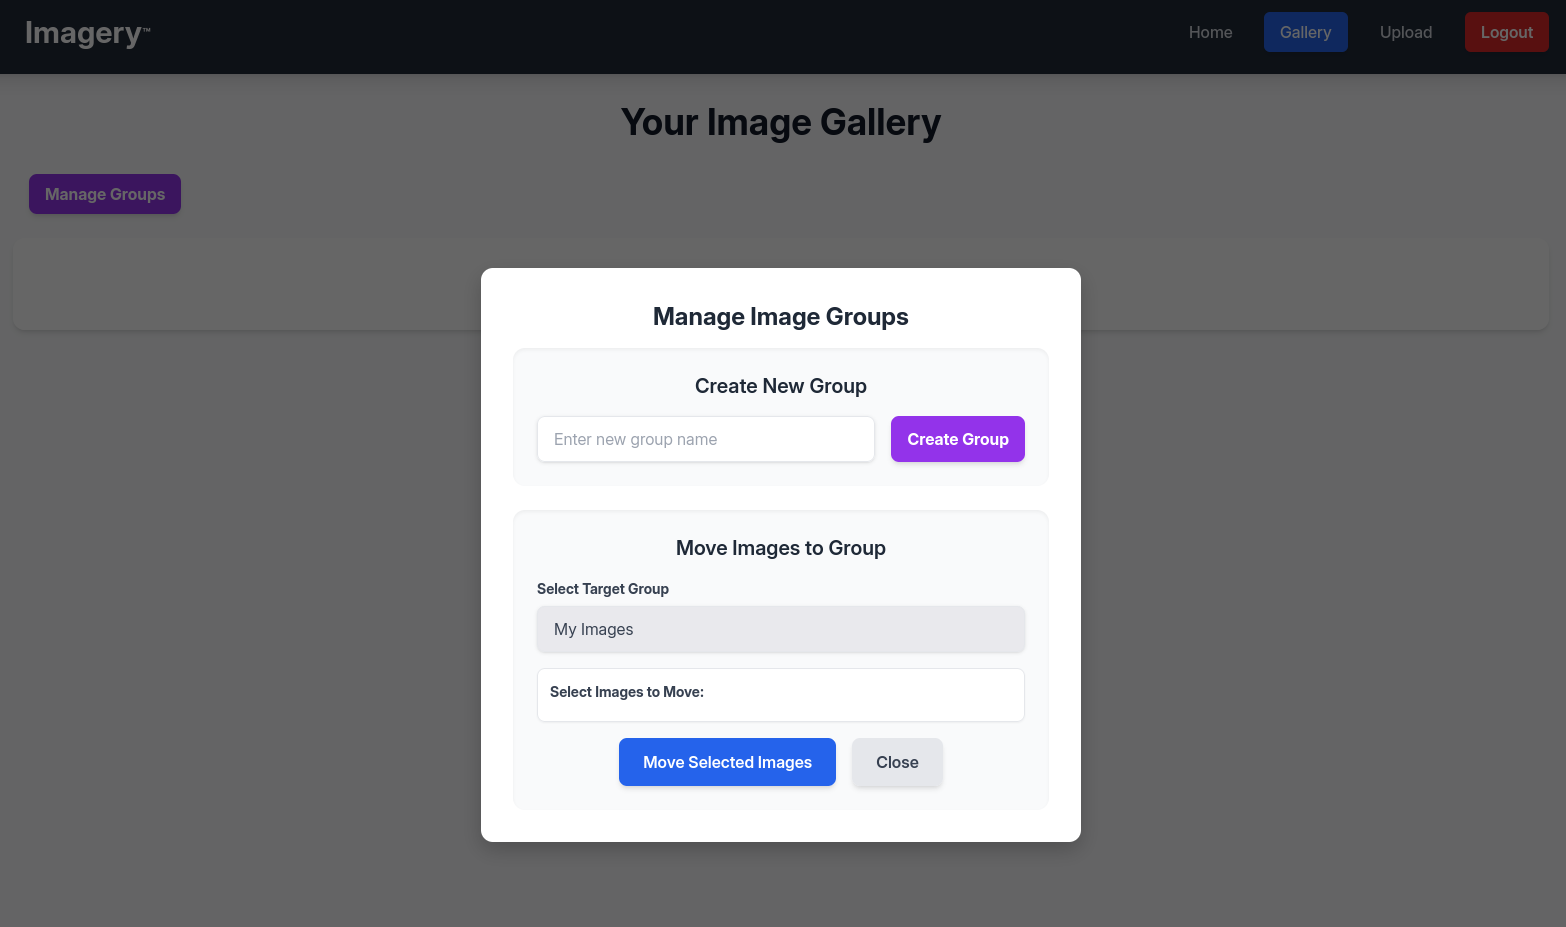 Imagery™
Home
Gallery
Upload
Logout
Your Image Gallery
Manage Groups
Manage Image Groups
Create New Group
Enter new group name
Create Group
Move Images to Group
Select Target Group
My Images
Select Images to Move:
Move Selected Images
Close